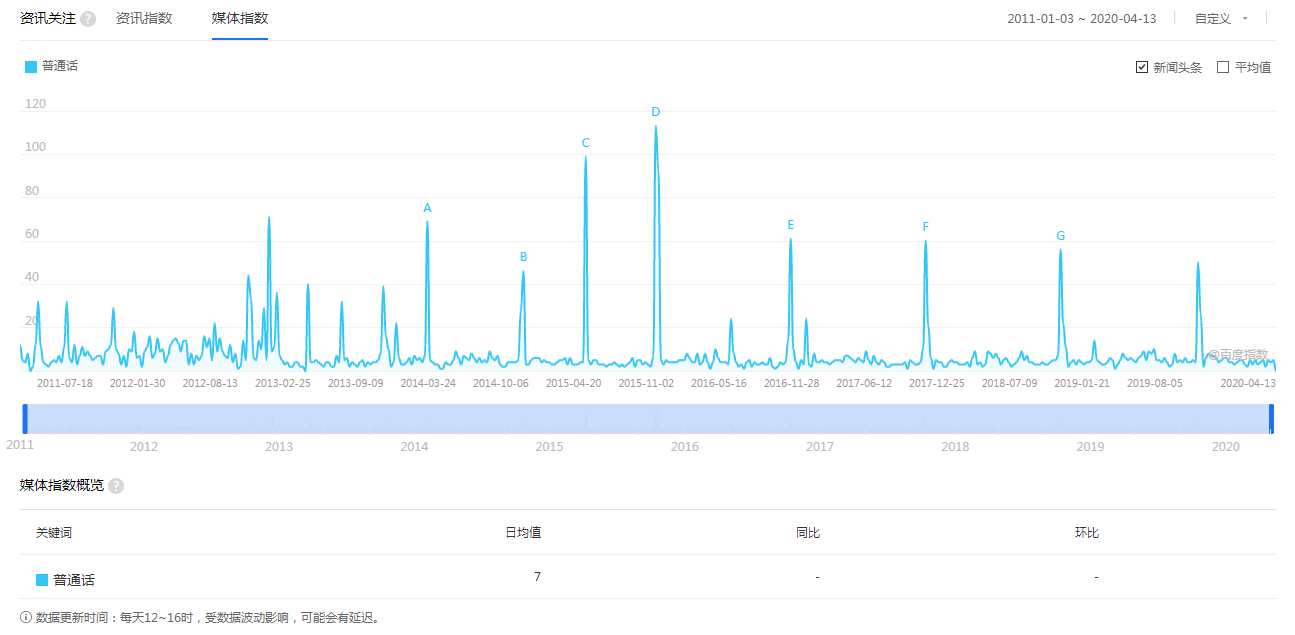 资讯关注 ? 资讯指数 媒体指数 2011-01-03 ~ 2020-04-13 自定义
普通话 新闻头条 平均值
120
100
80
60
40
20
A
B
C
D
E
F
G
@百度指数
2011-07-18 2012-01-30 2012-08-13 2013-02-25 2013-09-09 2014-03-24 2014-10-06 2015-04-20 2015-11-02 2016-05-16 2016-11-28 2017-06-12 2017-12-25 2018-07-09 2019-01-21 2019-08-05 2020-04-13
2011 2012 2013 2014 2015 2016 2017 2018 2019 2020
媒体指数概览 ?
关键词 日均值 同比 环比
普通话 7 - -
数据更新时间：每天12~16时，受数据波动影响，可能会有延迟。